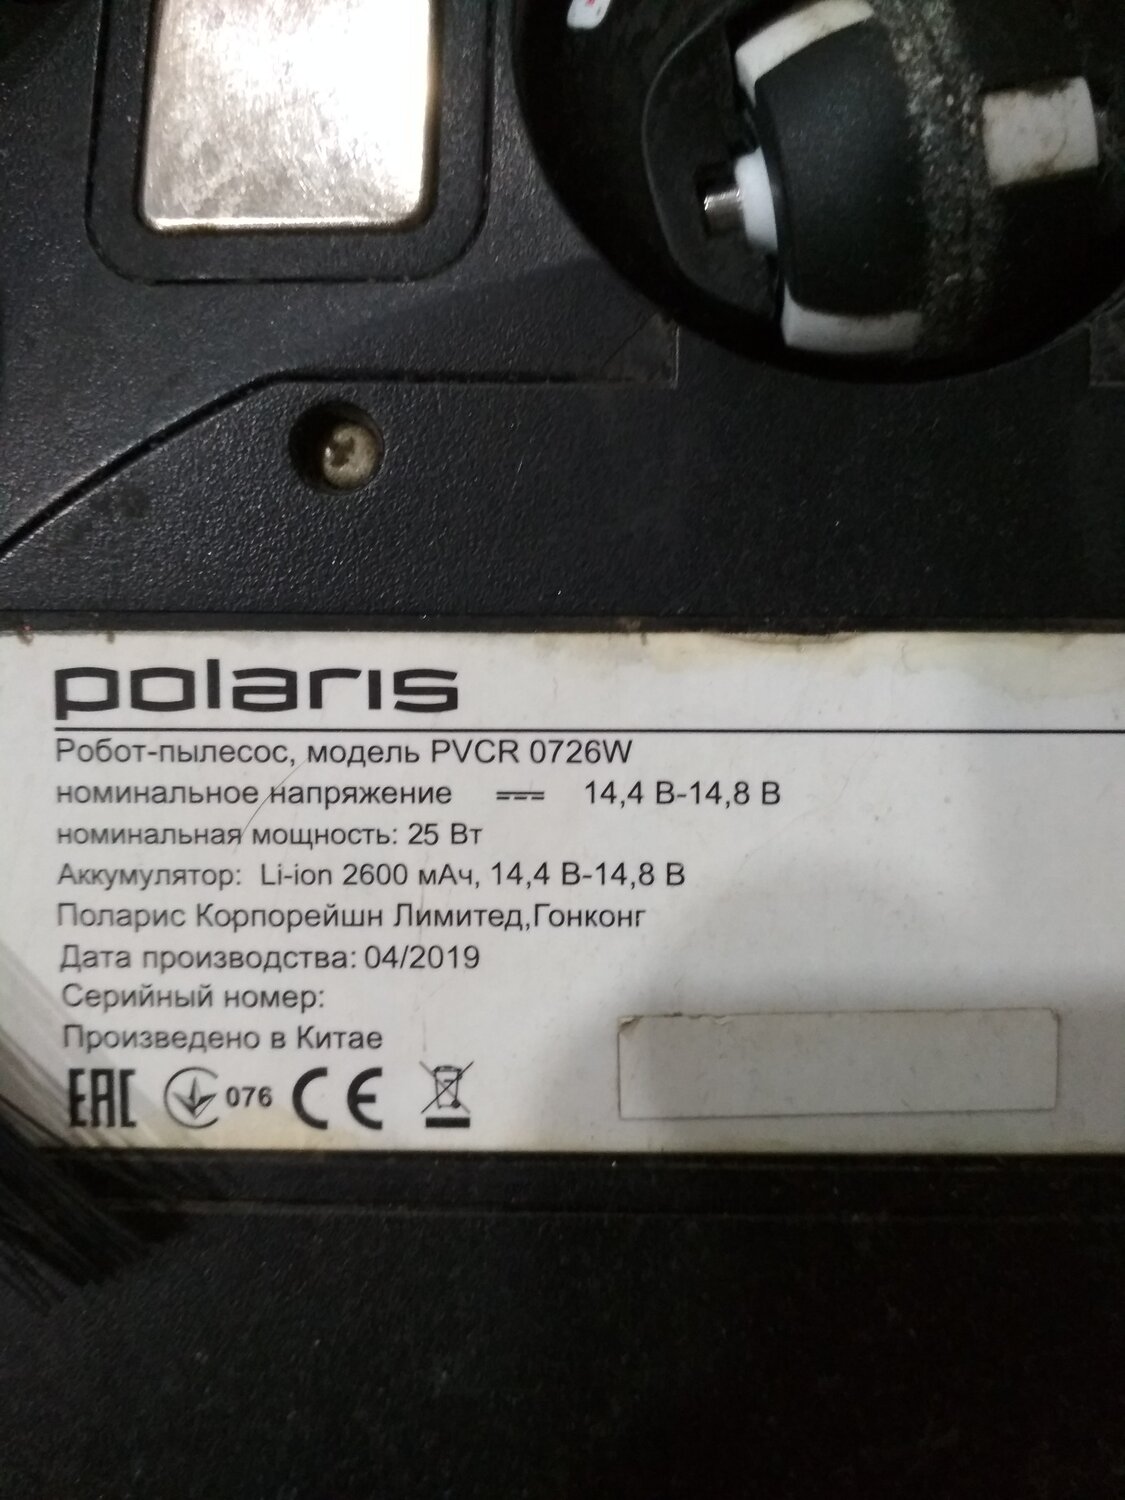 polaris
Робот-пылесос, модель PVCR 0726W
номинальное напряжение 14,4 В-14,8 В
номинальная мощность: 25 Вт
Аккумулятор: Li-ion 2600 мАч, 14,4 В-14,8 В
Поларис Корпорейшн Лимитед,Гонконг
Дата производства: 04/2019
Серийный номер:
Произведено в Китае
EAC 076 CE